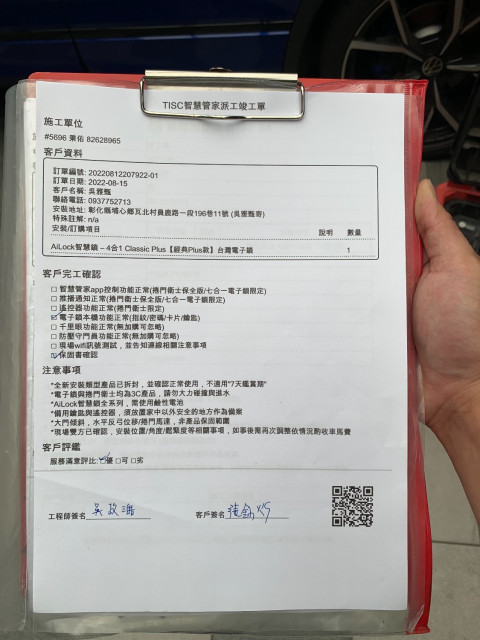 TISC智慧管家派工竣工單
施工單位
#5696 秉佑 82628965
客戶資料
訂單編號: 20220812207922-01
訂單日期: 2022-08-15
客戶名稱: 吳雅甄
聯絡電話: 0937752713
安裝地址: 彰化縣埔心鄉瓦北村員鹿路一段196巷11號 (吳雅甄寄)
特殊註解: n/a
安裝/訂購項目 說明 數量
AiLock智慧鎖 – 4合1 Classic Plus【經典Plus款】台灣電子鎖 1
客戶完工確認
智慧管家app控制功能正常(捲門衛士保全版/七合一電子鎖限定)
推播通知正常(捲門衛士保全版/七合一電子鎖限定)
遙控器功能正常(捲門衛士限定)
電子鎖本機功能正常(指紋/密碼/卡片/鑰匙)
千里眼功能正常(無加購可忽略)
防壓守門員功能正常(無加購可忽略)
現場wifi訊號測試，並告知連線相關注意事項
保固書確認
注意事項
*全新安裝類型產品已拆封，並確認正常使用，不適用"7天鑑賞期"
*電子鎖與捲門衛士均為3C產品，請勿大力碰撞與進水
*AiLock智慧鎖全系列，需使用鹼性電池
*備用鑰匙與遙控器，須放置家中以外安全的地方作為備案
*大門傾斜，水平反弓位移/捲門馬達，非產品保固範圍
*現場雙方已確認，安裝位置/角度/鬆緊度等相關事項，如事後需再次調整依情況酌收車馬費
客戶評鑑
服務滿意評比: 優 可 劣
工程師簽名 吳政
客戶簽名